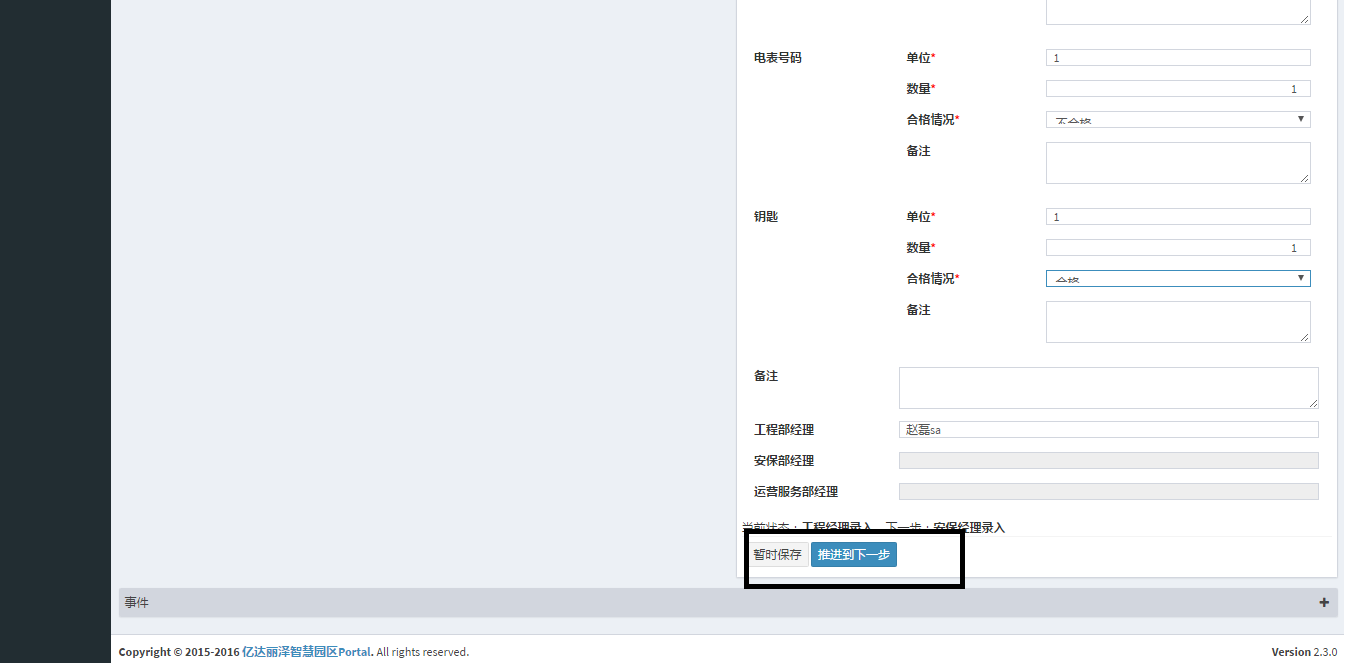 电表号码 单位* 1
数量* 1
合格情况* 不合格
备注
钥匙 单位* 1
数量* 1
合格情况* 合格
备注
备注
工程部经理 赵磊sa
安保部经理
运营服务部经理
当前状态：工程经理录入 下一步：安保经理录入
暂时保存 推进到下一步
事件 +
Copyright © 2015-2016 亿达丽泽智慧园区Portal. All rights reserved. Version 2.3.0